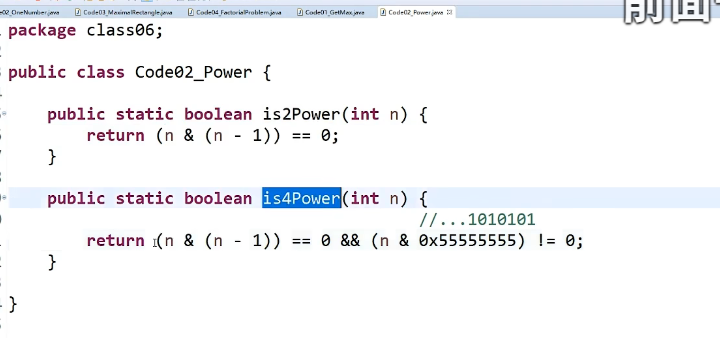 02_OneNumber.java Code03_MaximalRectangle.java Code04_FactorialProblem.java Code01_GetMax.java Code02_Power.java
前面
package class06;
public class Code02_Power {
public static boolean is2Power(int n) {
return (n & (n - 1)) == 0;
}
public static boolean is4Power(int n) {
//...1010101
return (n & (n - 1)) == 0 && (n & 0x55555555) != 0;
}
}